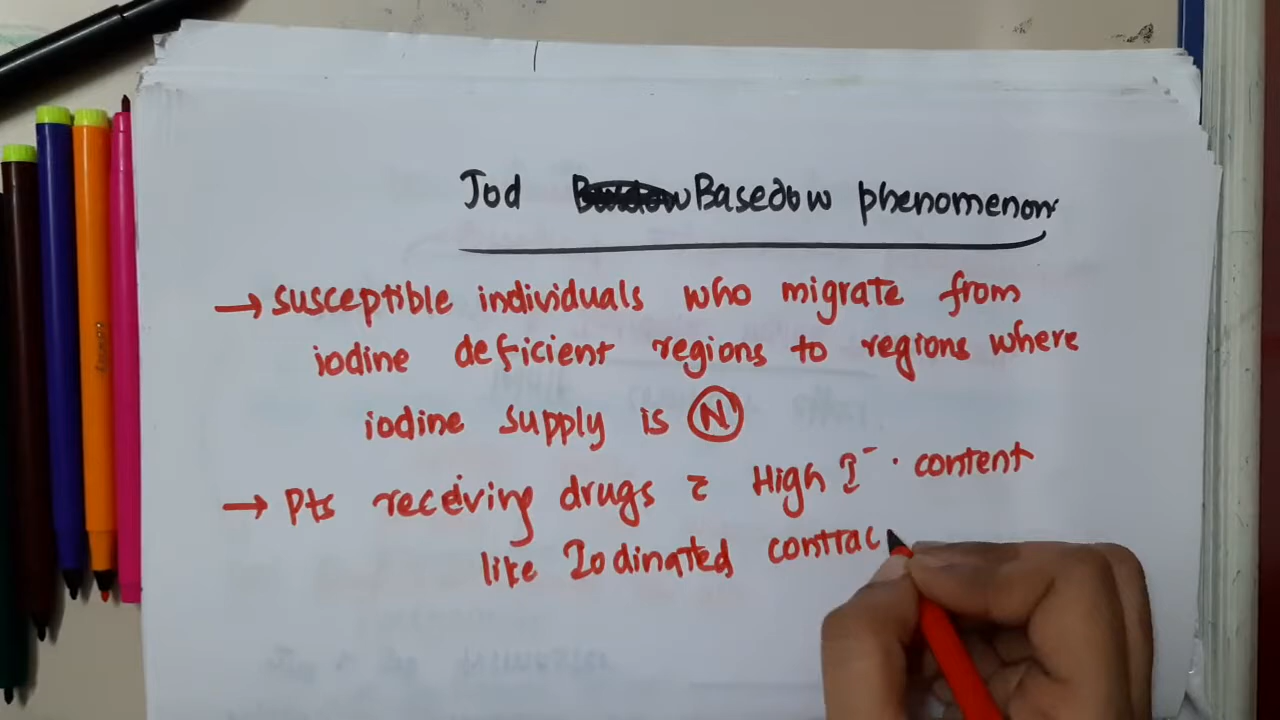 Jod Basedow phenomenon
→ susceptible individuals who migrate from
iodine deficient regions to regions where
iodine supply is N
→ Pts receiving drugs c̄ High I⁻ content
like Iodinated contrac